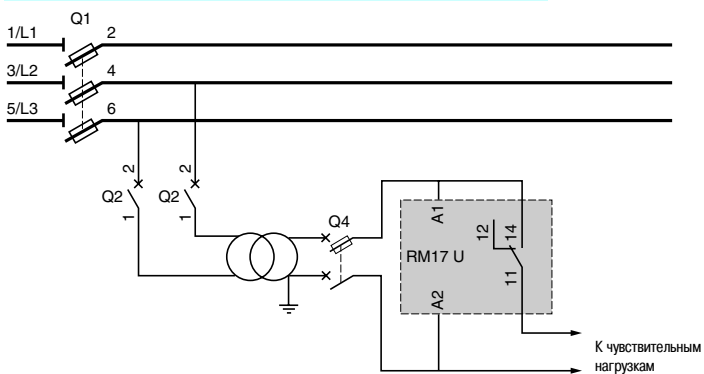 Q1
1/L1
2
3/L2
4
5/L3
6
2
2
Q2
Q2
1
1
Q4
A1
12
14
RM17 U
11
A2
К чувствительным
нагрузкам